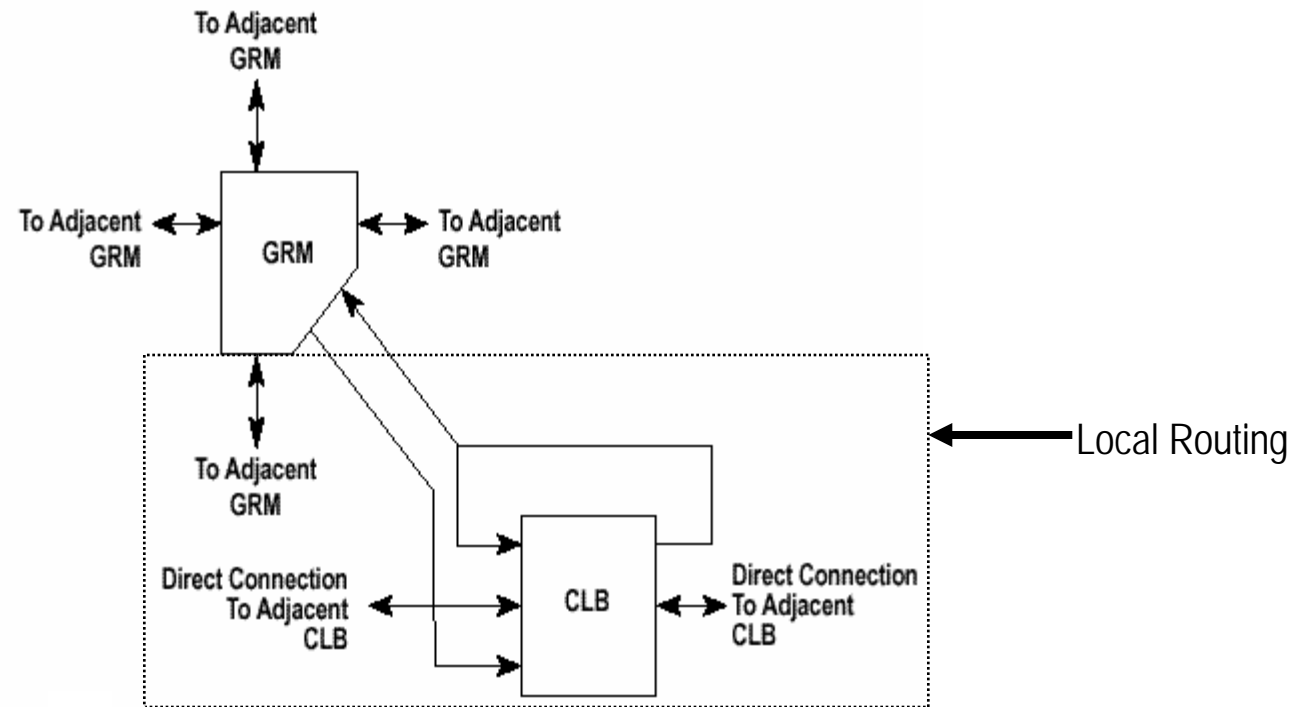 To Adjacent
GRM
To Adjacent
GRM
GRM
To Adjacent
GRM
To Adjacent
GRM
Local Routing
Direct Connection
To Adjacent
CLB
CLB
Direct Connection
To Adjacent
CLB